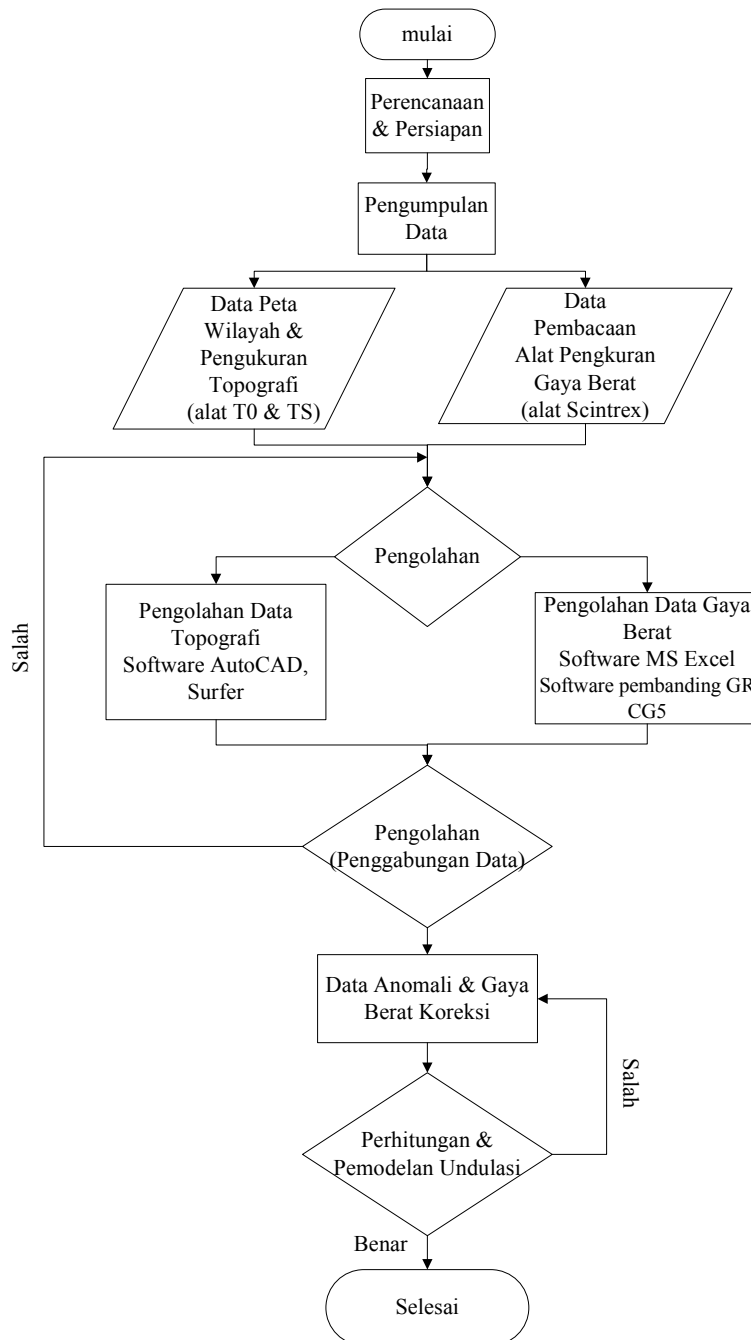 mulai
Perencanaan
& Persiapan
Pengumpulan
Data
Data Peta
Wilayah &
Pengukuran
Topografi
(alat T0 & TS)
Data
Pembacaan
Alat Pengkuran
Gaya Berat
(alat Scintrex)
Pengolahan
Salah
Pengolahan Data
Topografi
Software AutoCAD,
Surfer
Pengolahan Data Gaya
Berat
Software MS Excel
Software pembanding GR
CG5
Pengolahan
(Penggabungan Data)
Data Anomali & Gaya
Berat Koreksi
Salah
Perhitungan &
Pemodelan Undulasi
Benar
Selesai